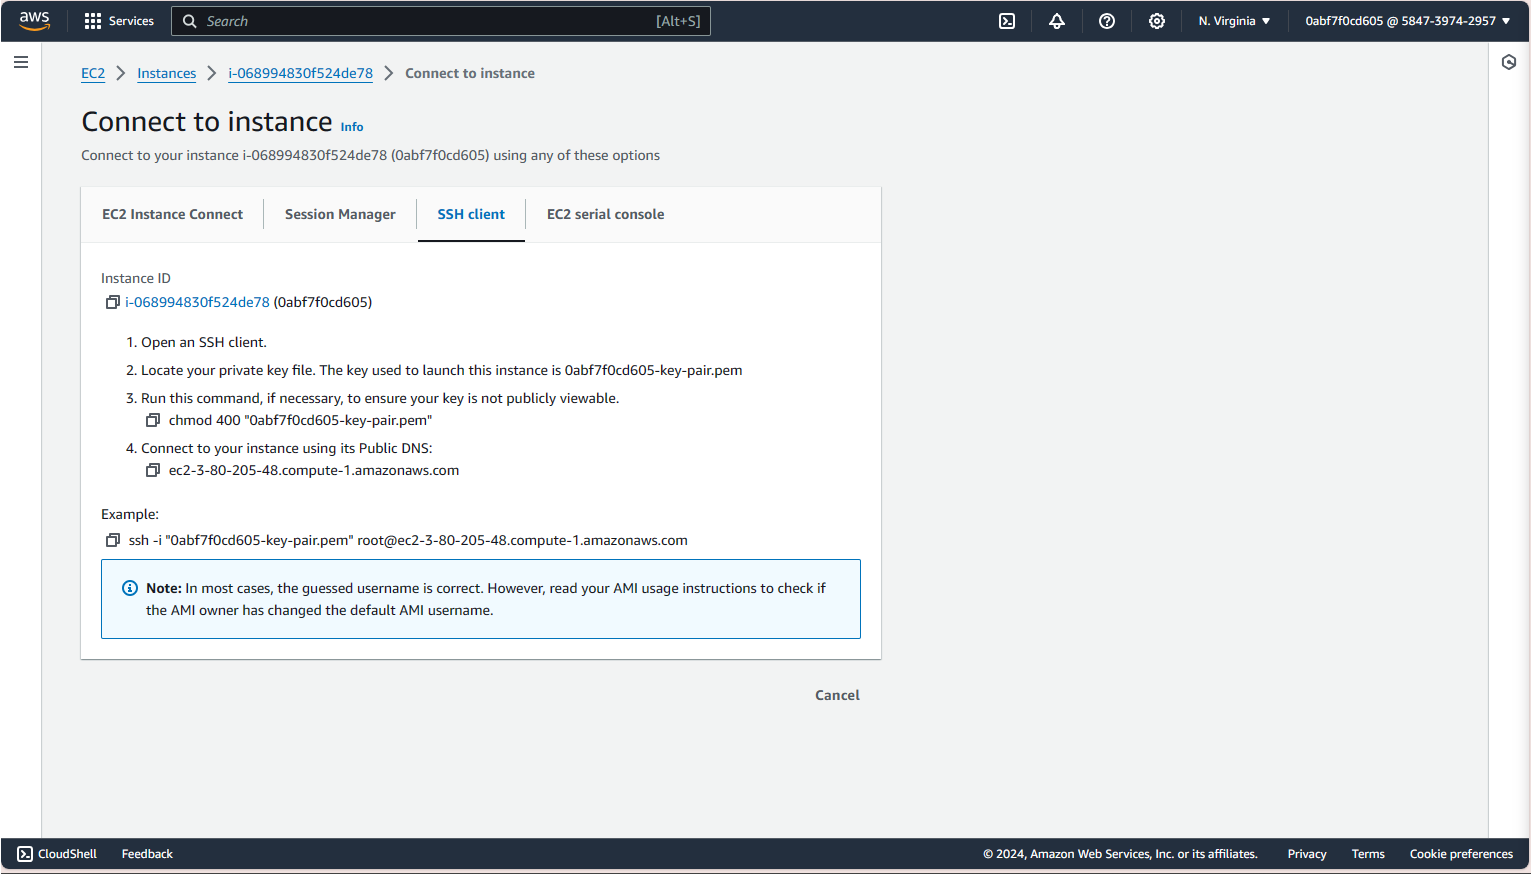 aws
Services
Search
[Alt+S]
N. Virginia
0abf7f0cd605 @ 5847-3974-2957
EC2 Instances i-068994830f524de78 Connect to instance
Connect to instance Info
Connect to your instance i-068994830f524de78 (0abf7f0cd605) using any of these options
EC2 Instance Connect
Session Manager
SSH client
EC2 serial console
Instance ID
i-068994830f524de78 (0abf7f0cd605)
1. Open an SSH client.
2. Locate your private key file. The key used to launch this instance is 0abf7f0cd605-key-pair.pem
3. Run this command, if necessary, to ensure your key is not publicly viewable.
chmod 400 "0abf7f0cd605-key-pair.pem"
4. Connect to your instance using its Public DNS:
ec2-3-80-205-48.compute-1.amazonaws.com
Example:
ssh -i "0abf7f0cd605-key-pair.pem" root@ec2-3-80-205-48.compute-1.amazonaws.com
Note: In most cases, the guessed username is correct. However, read your AMI usage instructions to check if
the AMI owner has changed the default AMI username.
Cancel
CloudShell
Feedback
© 2024, Amazon Web Services, Inc. or its affiliates.
Privacy
Terms
Cookie preferences